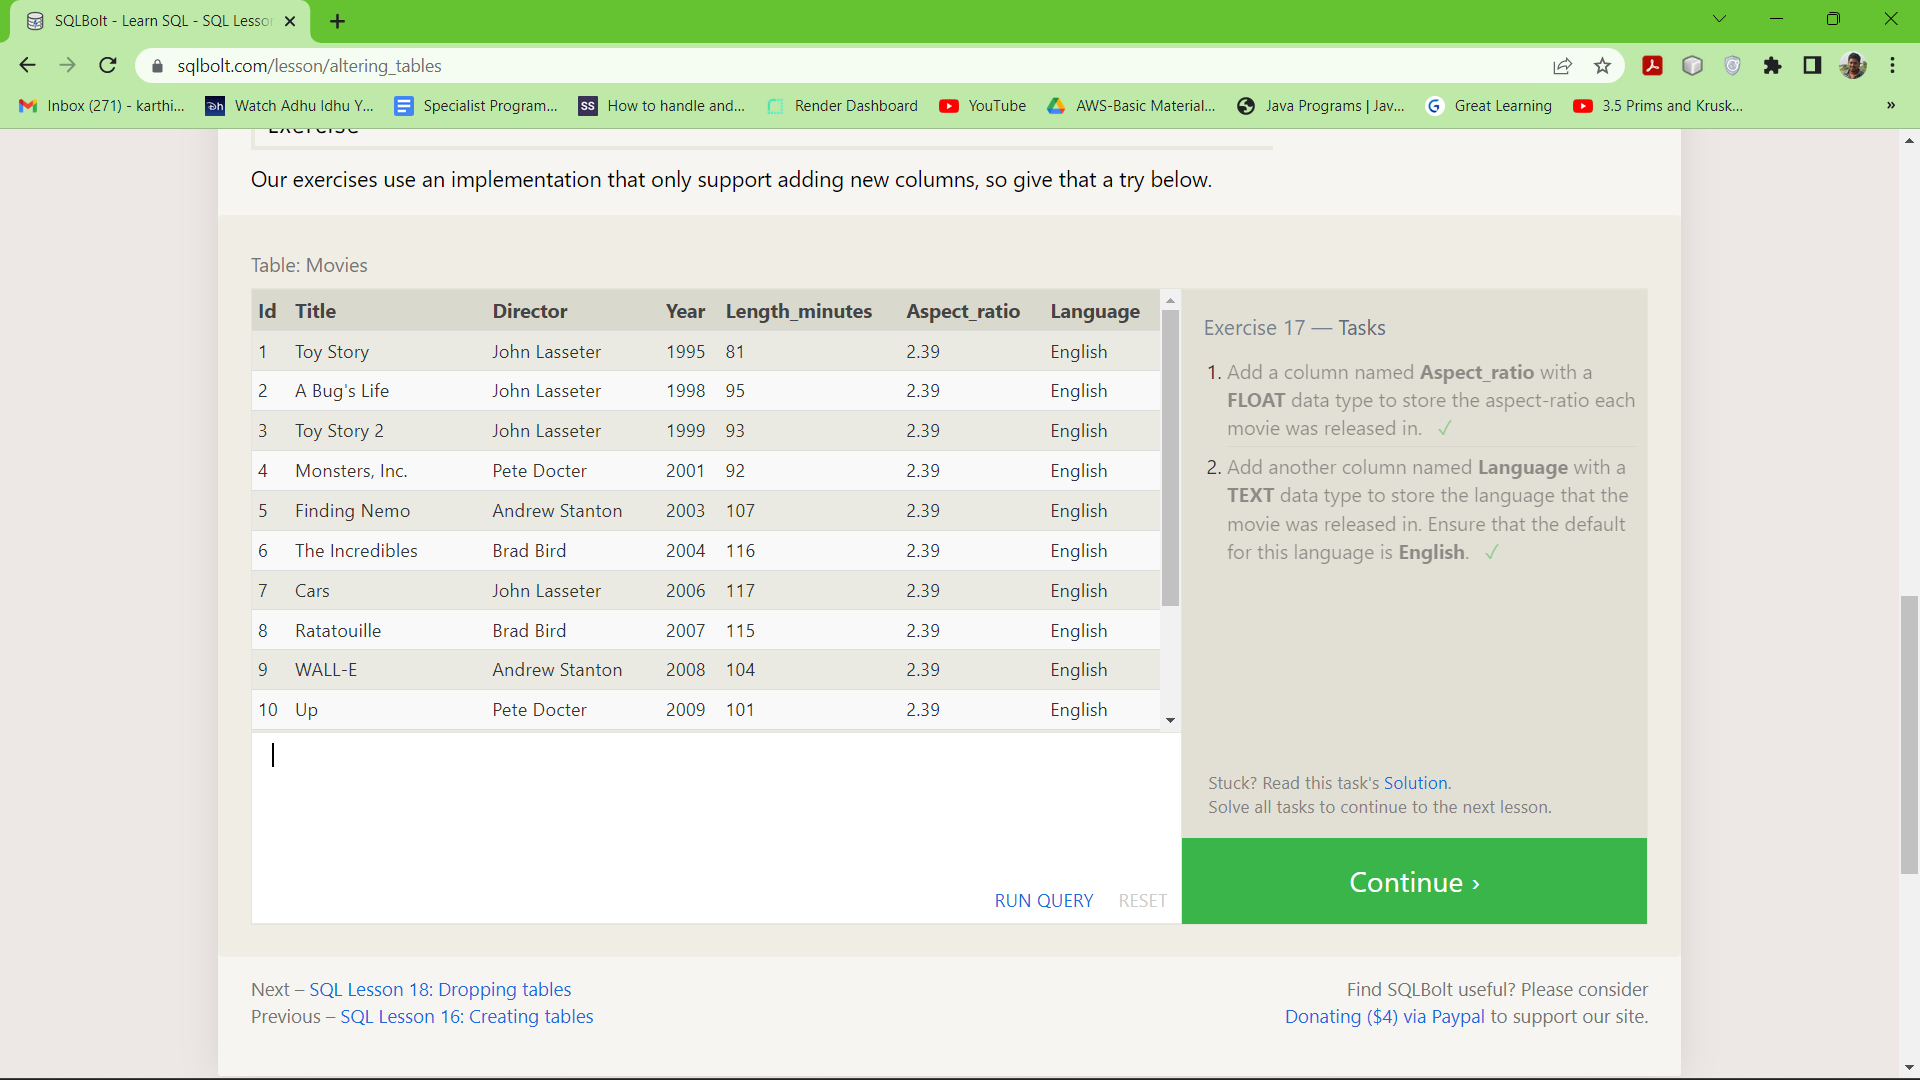 SQLBolt - Learn SQL - SQL Lesson
sqlbolt.com/lesson/altering_tables
Inbox (271) - karthi...
Watch Adhu Idhu Y...
Specialist Program...
How to handle and...
Render Dashboard
YouTube
AWS-Basic Material...
Java Programs | Jav...
Great Learning
3.5 Prims and Krusk...
»
Exercise
Our exercises use an implementation that only support adding new columns, so give that a try below.
Table: Movies
Id Title Director Year Length_minutes Aspect_ratio Language
1 Toy Story John Lasseter 1995 81 2.39 English
2 A Bug's Life John Lasseter 1998 95 2.39 English
3 Toy Story 2 John Lasseter 1999 93 2.39 English
4 Monsters, Inc. Pete Docter 2001 92 2.39 English
5 Finding Nemo Andrew Stanton 2003 107 2.39 English
6 The Incredibles Brad Bird 2004 116 2.39 English
7 Cars John Lasseter 2006 117 2.39 English
8 Ratatouille Brad Bird 2007 115 2.39 English
9 WALL-E Andrew Stanton 2008 104 2.39 English
10 Up Pete Docter 2009 101 2.39 English
RUN QUERY RESET
Exercise 17 — Tasks
1. Add a column named Aspect_ratio with a
FLOAT data type to store the aspect-ratio each
movie was released in. ✓
2. Add another column named Language with a
TEXT data type to store the language that the
movie was released in. Ensure that the default
for this language is English. ✓
Stuck? Read this task's Solution.
Solve all tasks to continue to the next lesson.
Continue ›
Next – SQL Lesson 18: Dropping tables
Previous – SQL Lesson 16: Creating tables
Find SQLBolt useful? Please consider
Donating ($4) via Paypal to support our site.